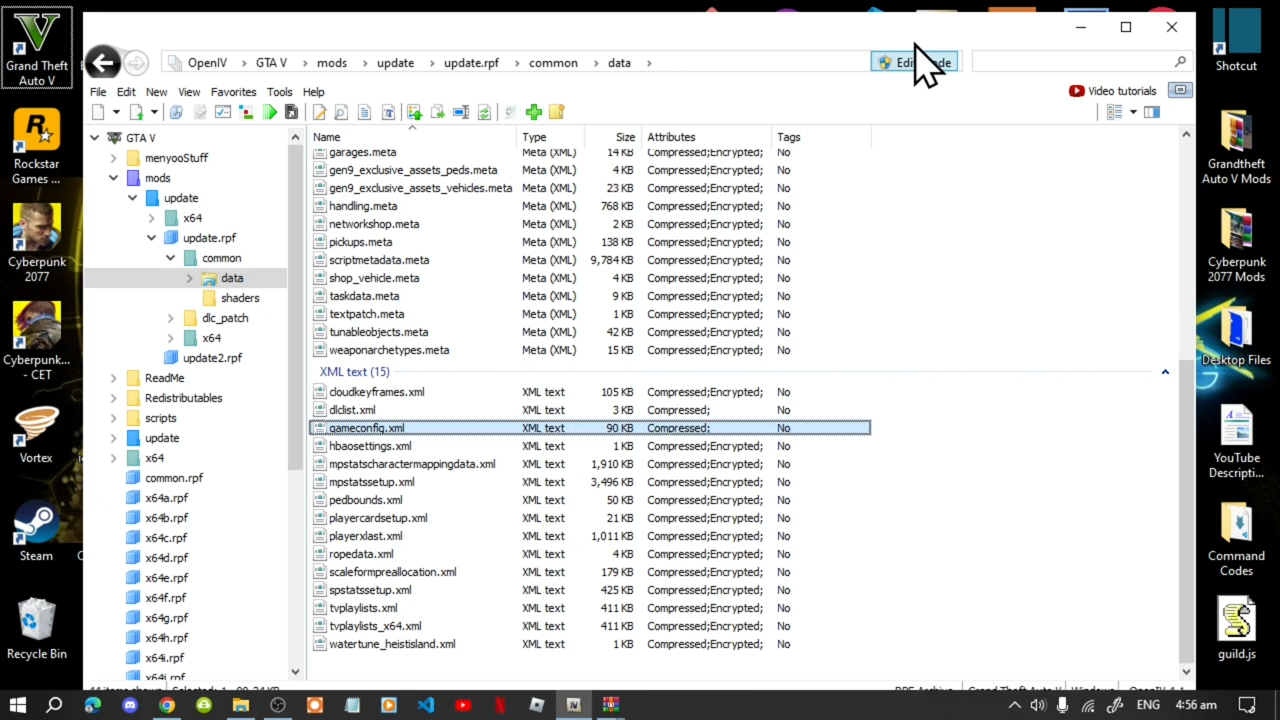 Grand Theft
Auto V
Rockstar
Games ...
Cyberpunk
2077
Cyberpunk...
- CET
Vortex
Steam
Recycle Bin
OpenIV
GTA V
mods
update
update.rpf
common
data
File
Edit
New
View
Favorites
Tools
Help
Video tutorials
GTA V
menyooStuff
mods
update
x64
update.rpf
common
data
shaders
dlc_patch
x64
update2.rpf
ReadMe
Redistributables
scripts
update
x64
common.rpf
x64a.rpf
x64b.rpf
x64c.rpf
x64d.rpf
x64e.rpf
x64f.rpf
x64g.rpf
x64h.rpf
x64i.rpf
Name Type Size Attributes Tags
garages.meta Meta (XML) 14 KB Compressed;Encrypted; No
gen9_exclusive_assets_peds.meta Meta (XML) 4 KB Compressed;Encrypted; No
gen9_exclusive_assets_vehicles.meta Meta (XML) 23 KB Compressed;Encrypted; No
handling.meta Meta (XML) 768 KB Compressed;Encrypted; No
networkshop.meta Meta (XML) 2 KB Compressed;Encrypted; No
pickups.meta Meta (XML) 138 KB Compressed;Encrypted; No
scriptmetadata.meta Meta (XML) 9,784 KB Compressed;Encrypted; No
shop_vehicle.meta Meta (XML) 4 KB Compressed;Encrypted; No
taskdata.meta Meta (XML) 9 KB Compressed;Encrypted; No
textpatch.meta Meta (XML) 1 KB Compressed;Encrypted; No
tunableobjects.meta Meta (XML) 42 KB Compressed;Encrypted; No
weaponarchetypes.meta Meta (XML) 15 KB Compressed;Encrypted; No
XML text (15)
cloudkeyframes.xml XML text 105 KB Compressed;Encrypted; No
dlclist.xml XML text 3 KB Compressed; No
gameconfig.xml XML text 90 KB Compressed; No
hbaosettings.xml XML text 1 KB Compressed;Encrypted; No
mpstatscharactermappingdata.xml XML text 1,910 KB Compressed;Encrypted; No
mpstatssetup.xml XML text 3,496 KB Compressed;Encrypted; No
pedbounds.xml XML text 50 KB Compressed;Encrypted; No
playercardsetup.xml XML text 21 KB Compressed;Encrypted; No
playerxlast.xml XML text 1,011 KB Compressed;Encrypted; No
ropedata.xml XML text 4 KB Compressed;Encrypted; No
scaleformpreallocation.xml XML text 179 KB Compressed;Encrypted; No
spstatssetup.xml XML text 425 KB Compressed;Encrypted; No
tvplaylists.xml XML text 411 KB Compressed;Encrypted; No
tvplaylists_x64.xml XML text 411 KB Compressed;Encrypted; No
watertune_heistisland.xml XML text 1 KB Compressed;Encrypted; No
Shotcut
Grandtheft
Auto V Mods
Cyberpunk
2077 Mods
Desktop Files
YouTube
Descripti...
Command
Codes
guild.js
ENG
4:56 am